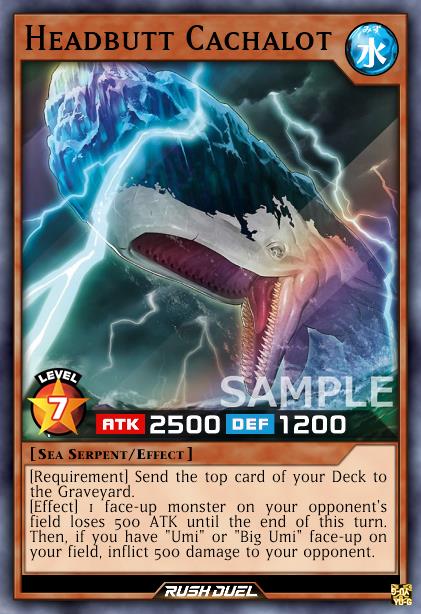 Headbutt Cachalot
みず
水
SAMPLE
LEVEL
7
ATK 2500 DEF 1200
[Sea Serpent/Effect]
[Requirement] Send the top card of your Deck to
the Graveyard.
[Effect] 1 face-up monster on your opponent's
field loses 500 ATK until the end of this turn.
Then, if you have "Umi" or "Big Umi" face-up on
your field, inflict 500 damage to your opponent.
RUSH DUEL